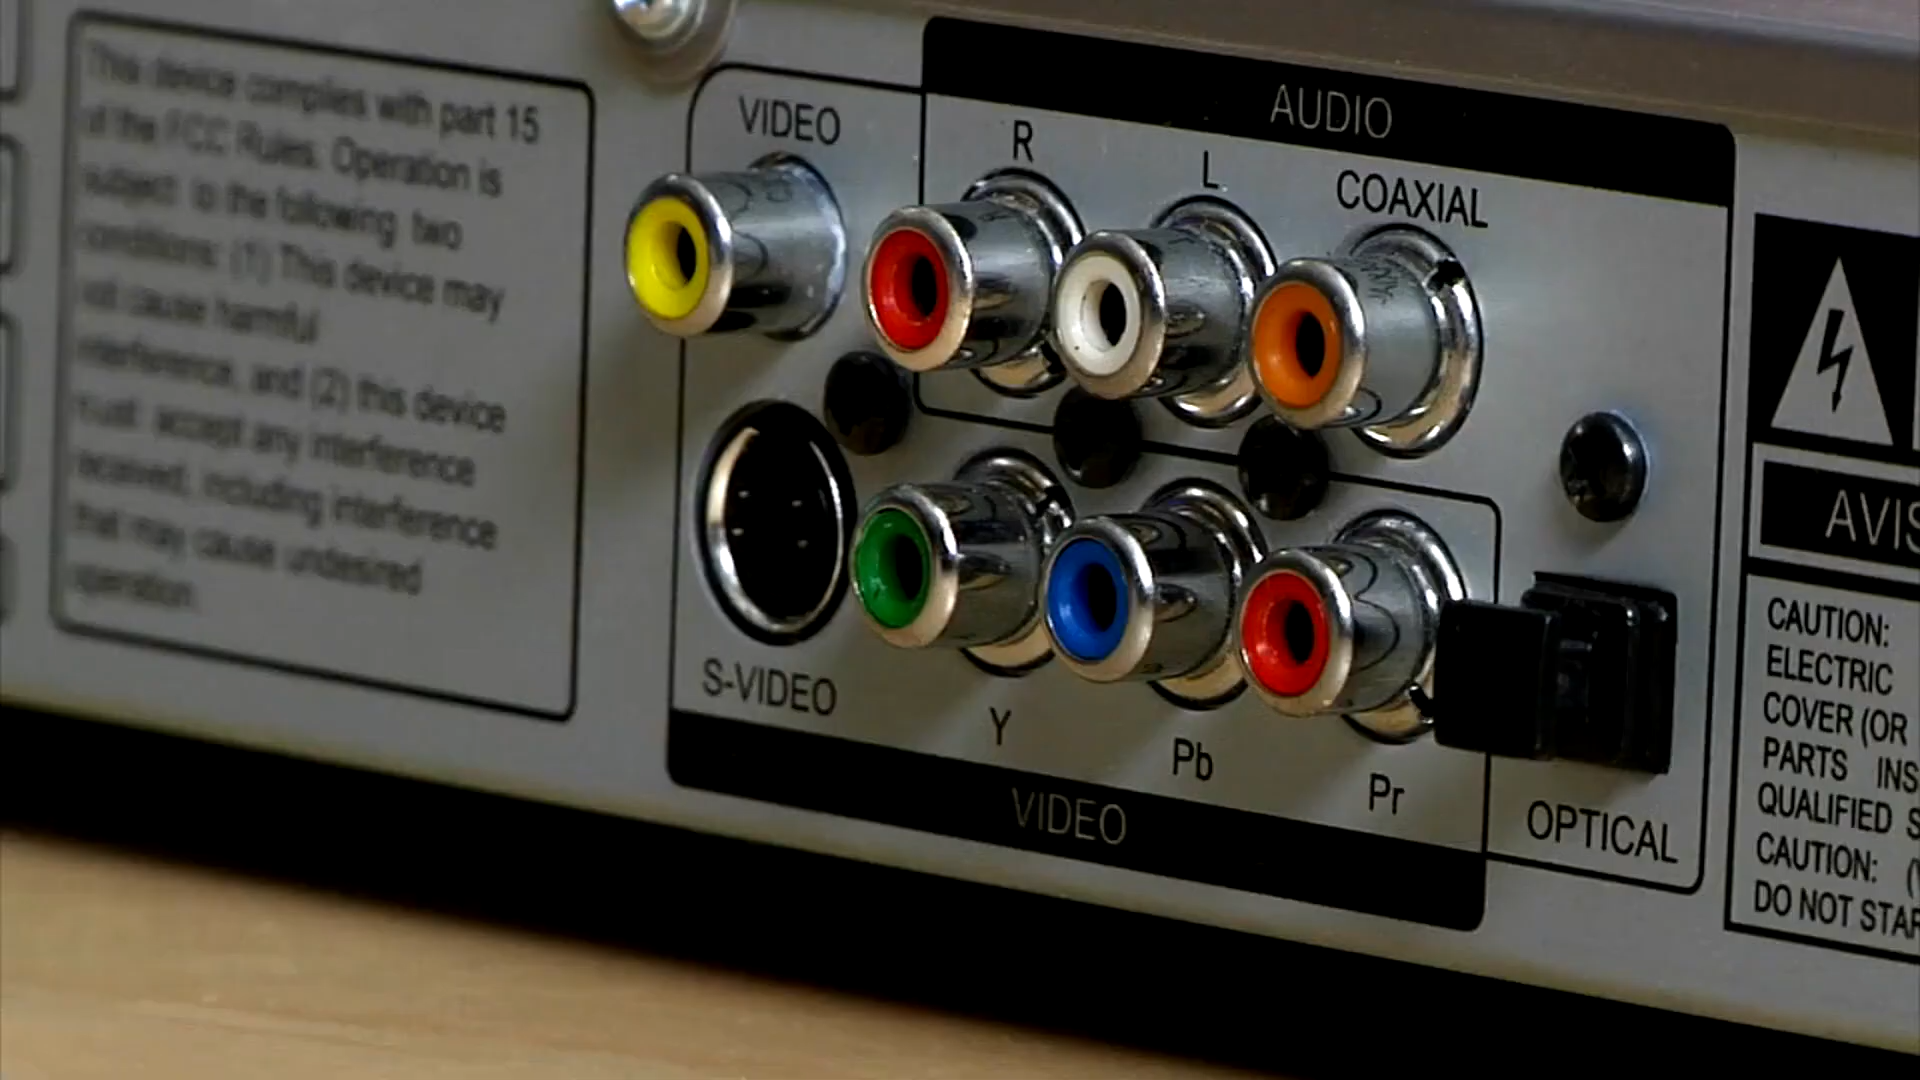 This device complies with part 15
of the FCC Rules. Operation is
subject to the following two
conditions: (1) This device may
not cause harmful
interference, and (2) this device
must accept any interference
received, including interference
that may cause undesired
operation.
VIDEO
AUDIO
R
L
COAXIAL
S-VIDEO
Y
Pb
Pr
VIDEO
OPTICAL
AVIS
CAUTION:
ELECTRIC
COVER (OR
PARTS INS
QUALIFIED S
CAUTION: (V
DO NOT STAR